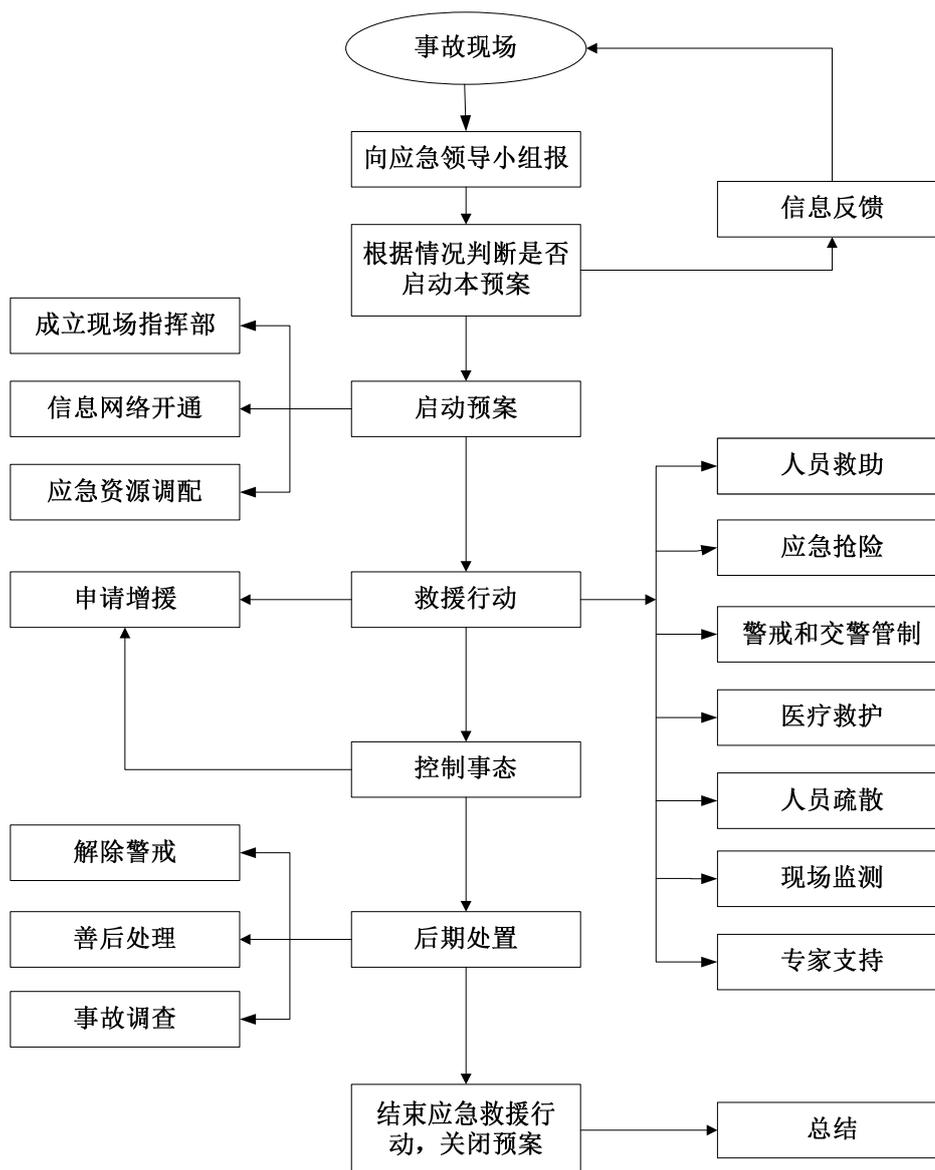 事故现场
向应急领导小组报
信息反馈
根据情况判断是否
启动本预案
成立现场指挥部
信息网络开通
启动预案
应急资源调配
人员救助
应急抢险
申请增援
救援行动
警戒和交警管制
医疗救护
控制事态
人员疏散
解除警戒
现场监测
善后处理
后期处置
专家支持
事故调查
结束应急救援行
动，关闭预案
总结